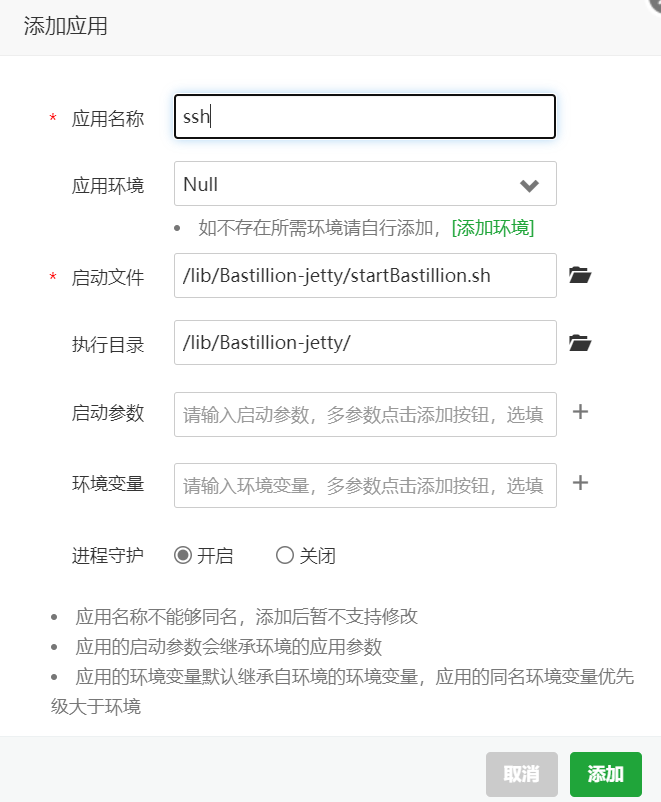 添加应用
* 应用名称 ssh
应用环境 Null
• 如不存在所需环境请自行添加，[添加环境]
* 启动文件 /lib/Bastillion-jetty/startBastillion.sh
执行目录 /lib/Bastillion-jetty/
启动参数 请输入启动参数，多参数点击添加按钮，选填 +
环境变量 请输入环境变量，多参数点击添加按钮，选填 +
进程守护 开启 关闭
• 应用名称不能够同名，添加后暂不支持修改
• 应用的启动参数会继承环境的应用参数
• 应用的环境变量默认继承自环境的环境变量，应用的同名环境变量优先
级大于环境
取消 添加